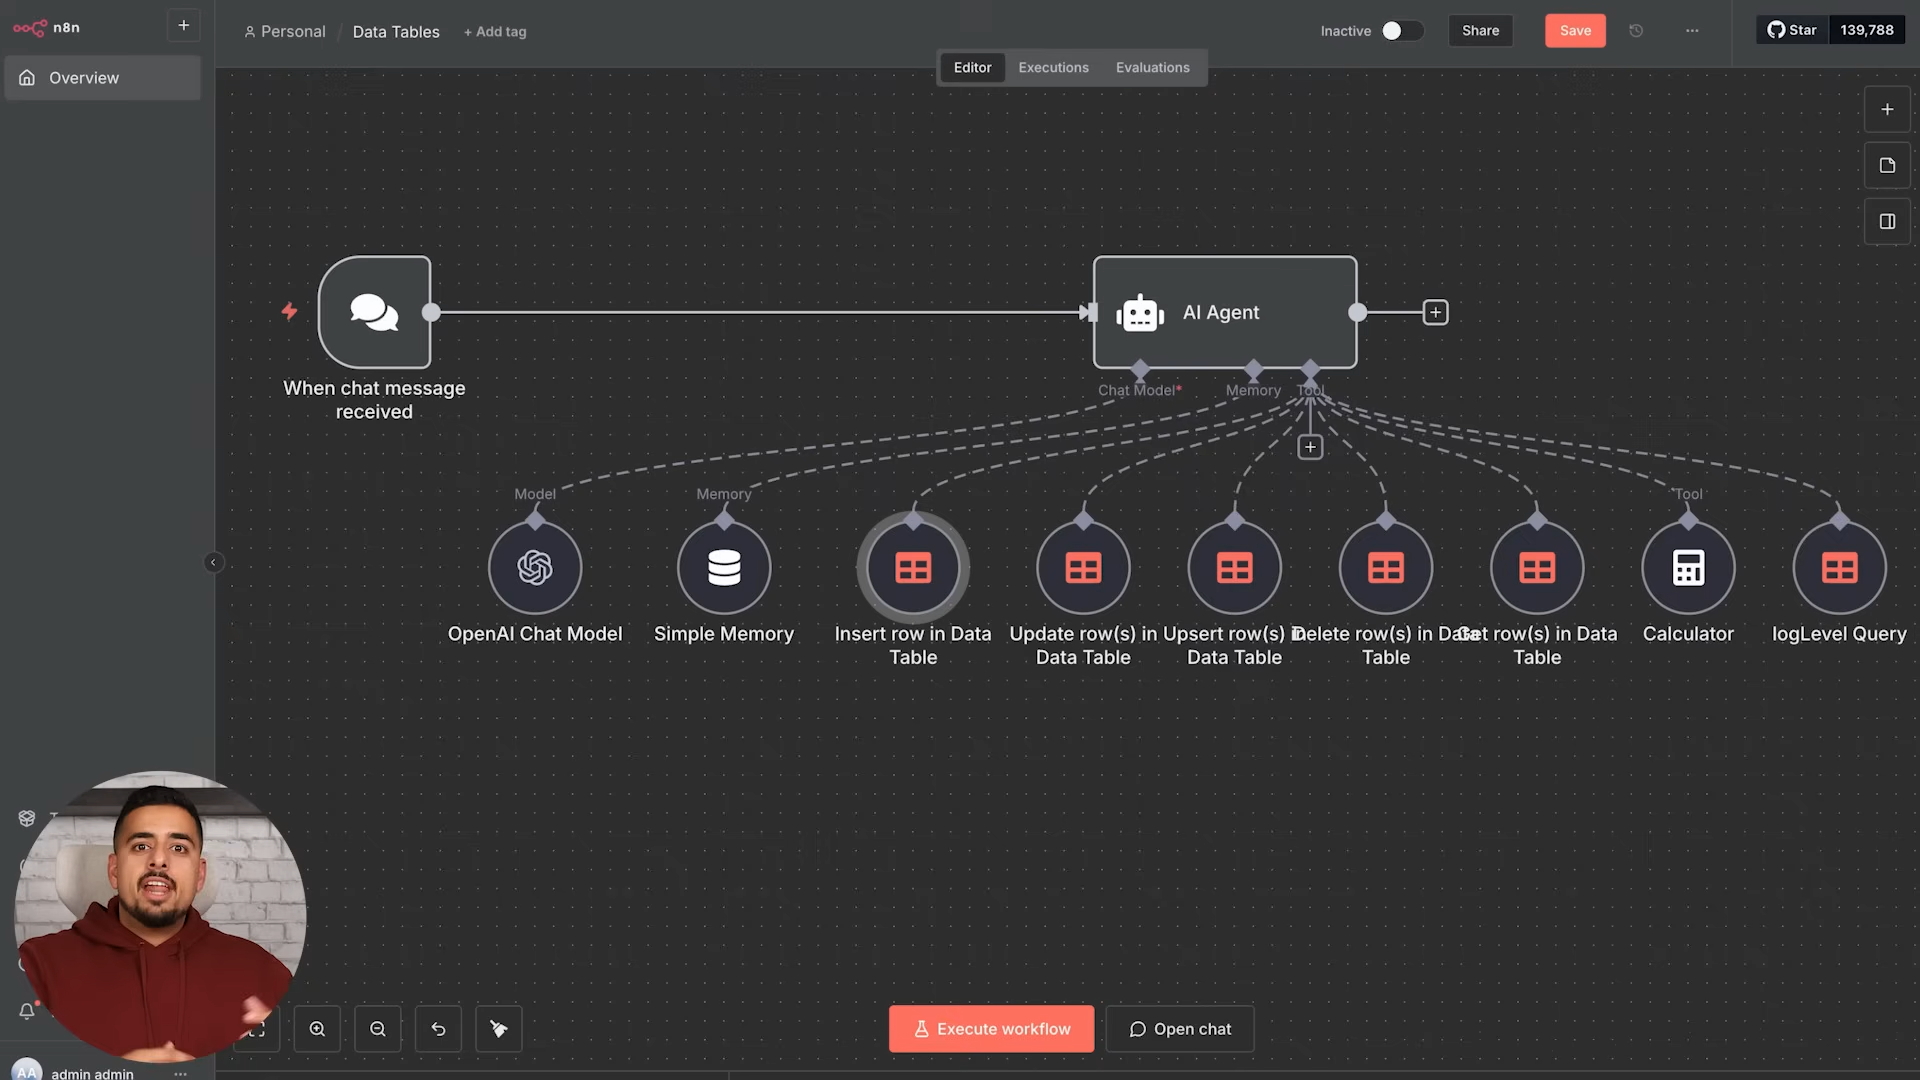 n8n
Personal / Data Tables + Add tag
Inactive
Share
Save
Star 139,788
Overview
Editor Executions Evaluations
AI Agent
When chat message
received
Chat Model*
Memory
Tool
Model
Memory
Tool
OpenAI Chat Model
Simple Memory
Insert row in Data
Table
Update row(s) in
Data Table
Upsert row(s)
Data Table
Delete row(s) in Data
Table
Get row(s) in Data
Table
Calculator
logLevel Query
Execute workflow
Open chat
AA admin admin